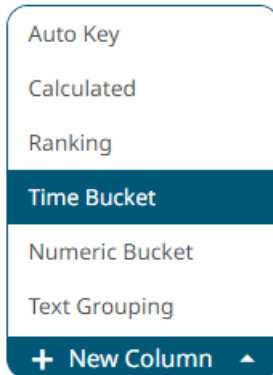 Auto Key
Calculated
Ranking
Time Bucket
Numeric Bucket
Text Grouping
+ New Column